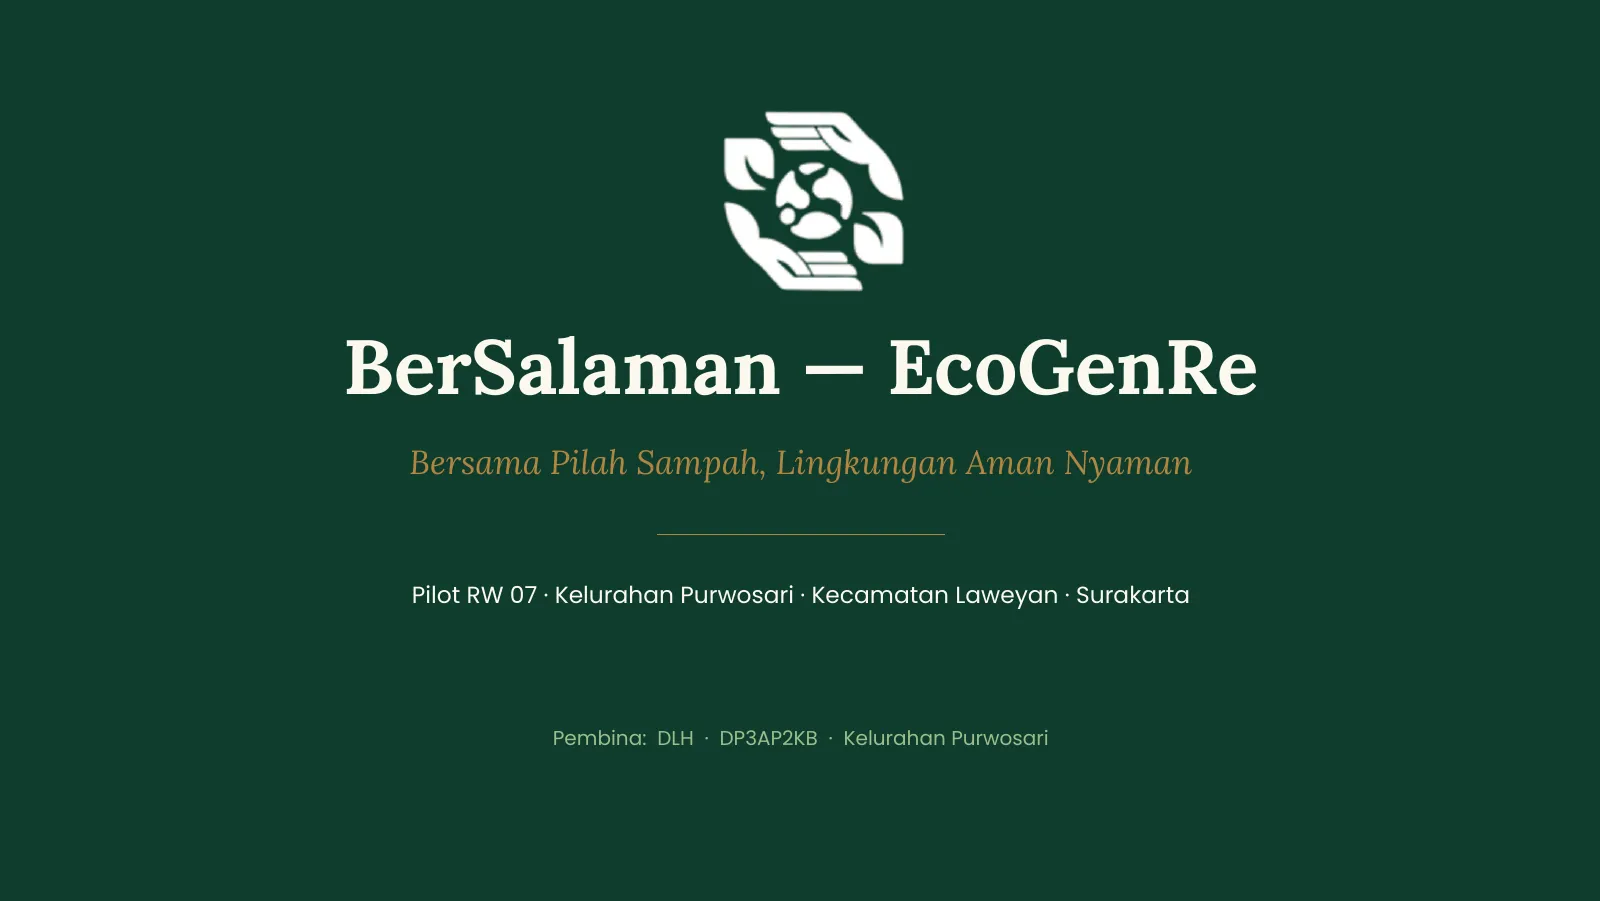 BerSalaman — EcoGenRe
Bersama Pilah Sampah, Lingkungan Aman Nyaman
Pilot RW 07 · Kelurahan Purwosari · Kecamatan Laweyan · Surakarta
Pembina: DLH · DP3AP2KB · Kelurahan Purwosari